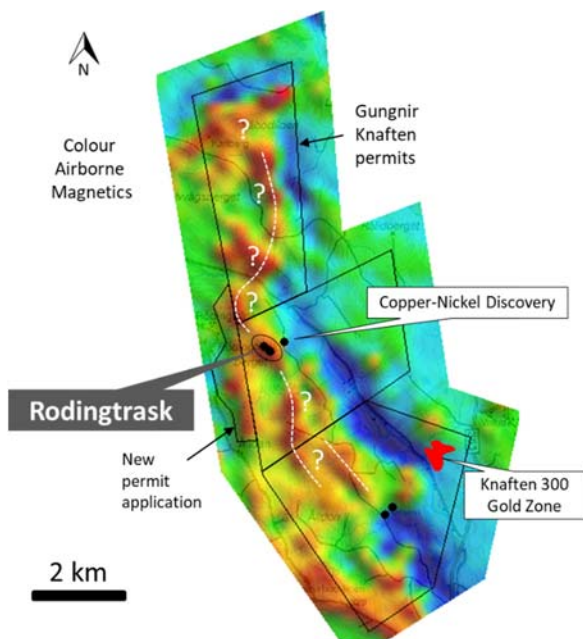 N
Colour
Airborne
Magnetics
Gungnir
Knaften
permits
?
?
?
?
Copper-Nickel Discovery
Rodingtrask
?
?
New
permit
application
Knaften 300
Gold Zone
2 km